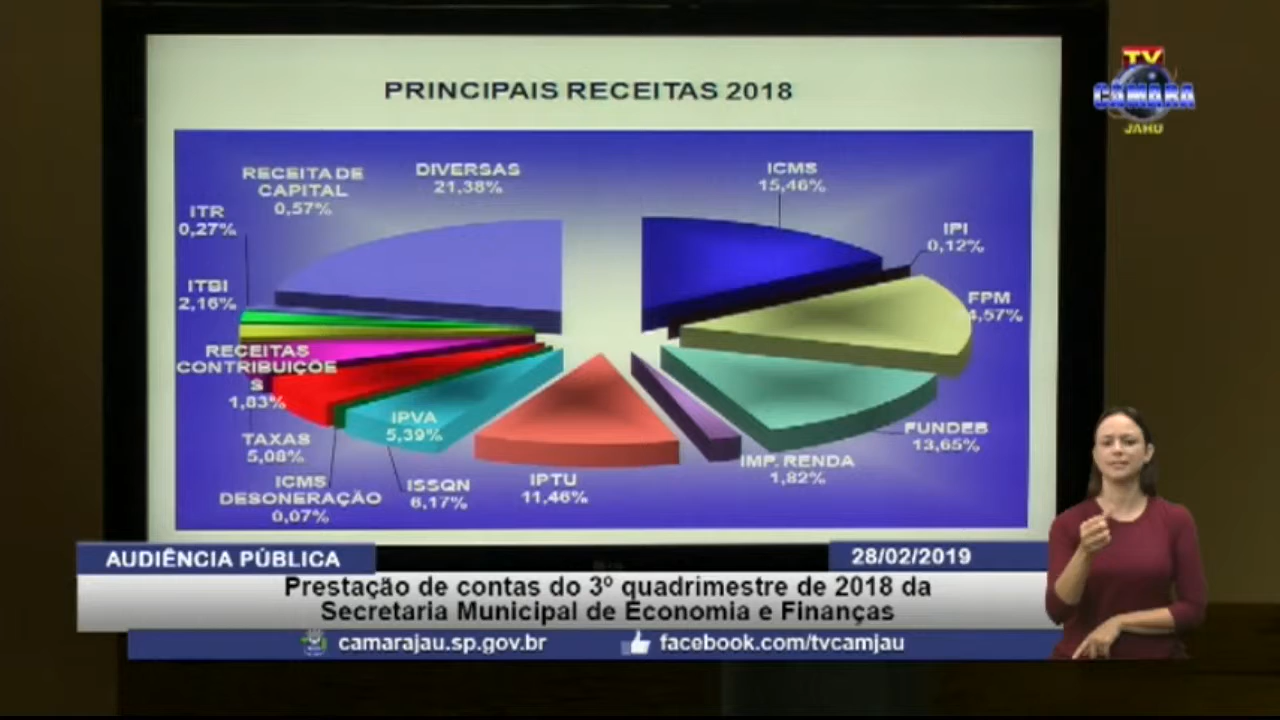 PRINCIPAIS RECEITAS 2018
TV
CÂMARA
JAHU
RECEITA DE
CAPITAL
0,57%
DIVERSAS
21,38%
ICMS
15,46%
ITR
0,27%
IPI
0,12%
ITBI
2,16%
FPM
4,57%
RECEITAS
CONTRIBUIÇÕE
S
1,83%
TAXAS
5,08%
IPVA
5,39%
FUNDEB
13,65%
ICMS
DESONERAÇÃO
0,07%
ISSQN
6,17%
IPTU
11,46%
IMP. RENDA
1,82%
AUDIÊNCIA PÚBLICA
28/02/2019
Prestação de contas do 3º quadrimestre de 2018 da
Secretaria Municipal de Economia e Finanças
camarajau.sp.gov.br
facebook.com/tvcamjau